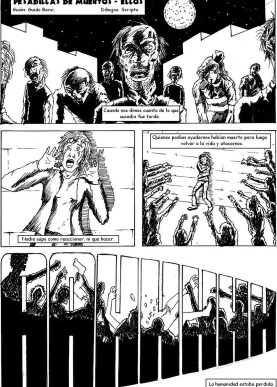 PESADILLAS DE MUERTOS - ELLOS
Guión: Guido Barsi. Dibujos: Scripta
Cuando nos dimos cuenta de lo que
sucedía fue tarde.
Nadie supo como reaccionar, ni que hacer.
Quienes podían ayudarnos habían muerto para luego
volver a la vida y atacarnos.
AAHHHHHH
La humanidad estaba perdida